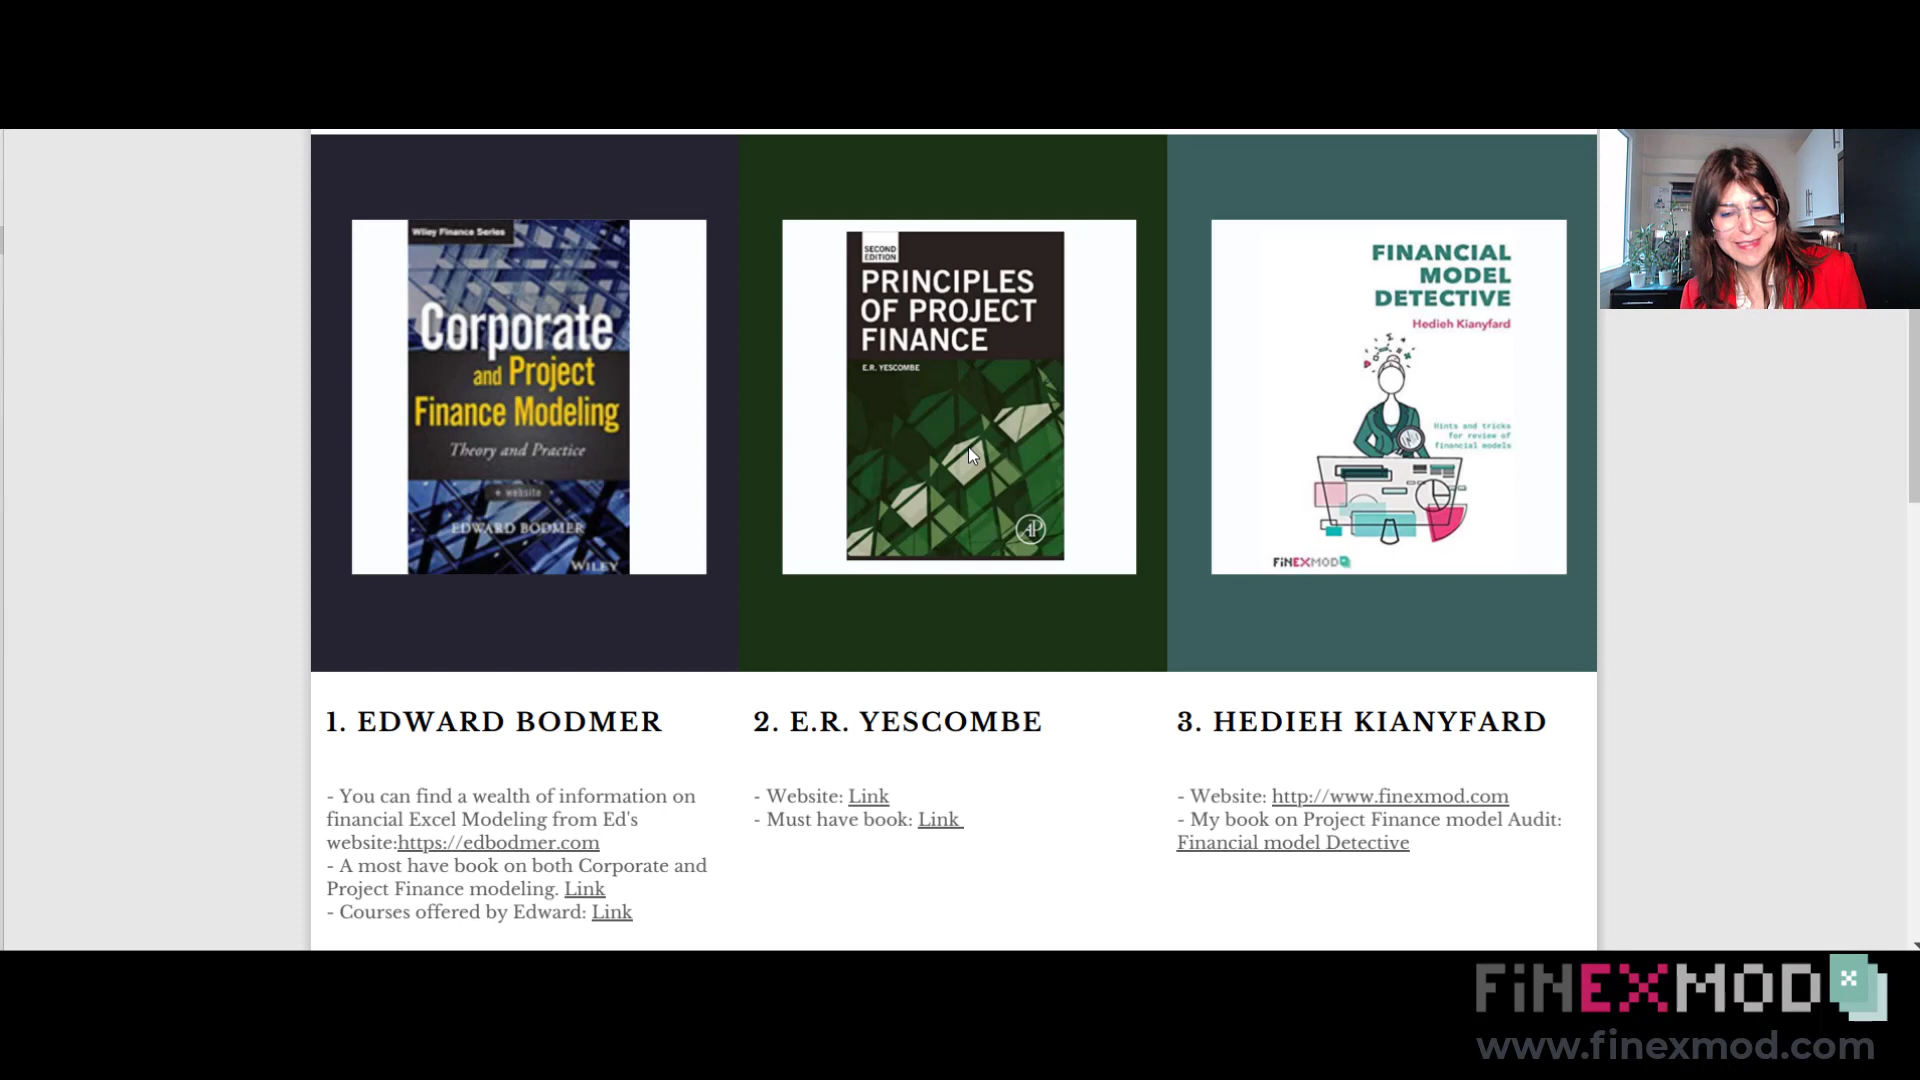 Wiley Finance Series
Corporate
and Project
Finance Modeling
Theory and Practice
+ website
EDWARD BODMER
WILEY
SECOND
EDITION
PRINCIPLES
OF PROJECT
FINANCE
E.R. YESCOMBE
AP
FINANCIAL
MODEL
DETECTIVE
Hedieh Kianyfard
Hints and tricks
for review of
financial models
FiNEXMOD
1. EDWARD BODMER
- You can find a wealth of information on
financial Excel Modeling from Ed's
website:https://edbodmer.com
- A most have book on both Corporate and
Project Finance modeling. Link
- Courses offered by Edward: Link
2. E.R. YESCOMBE
- Website: Link
- Must have book: Link
3. HEDIEH KIANYFARD
- Website: http://www.finexmod.com
- My book on Project Finance model Audit:
Financial model Detective
FiNEXMOD
www.finexmod.com